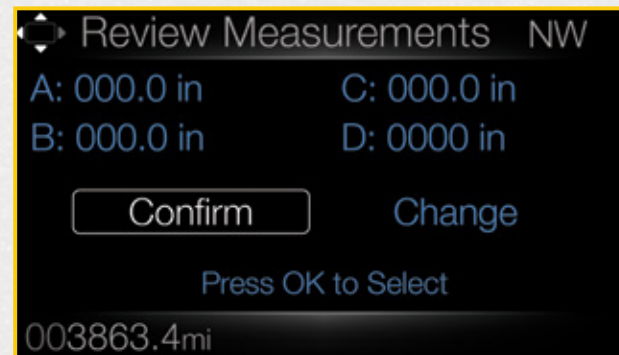 Review Measurements NW
A: 000.0 in C: 000.0 in
B: 000.0 in D: 0000 in
Confirm Change
Press OK to Select
003863.4mi